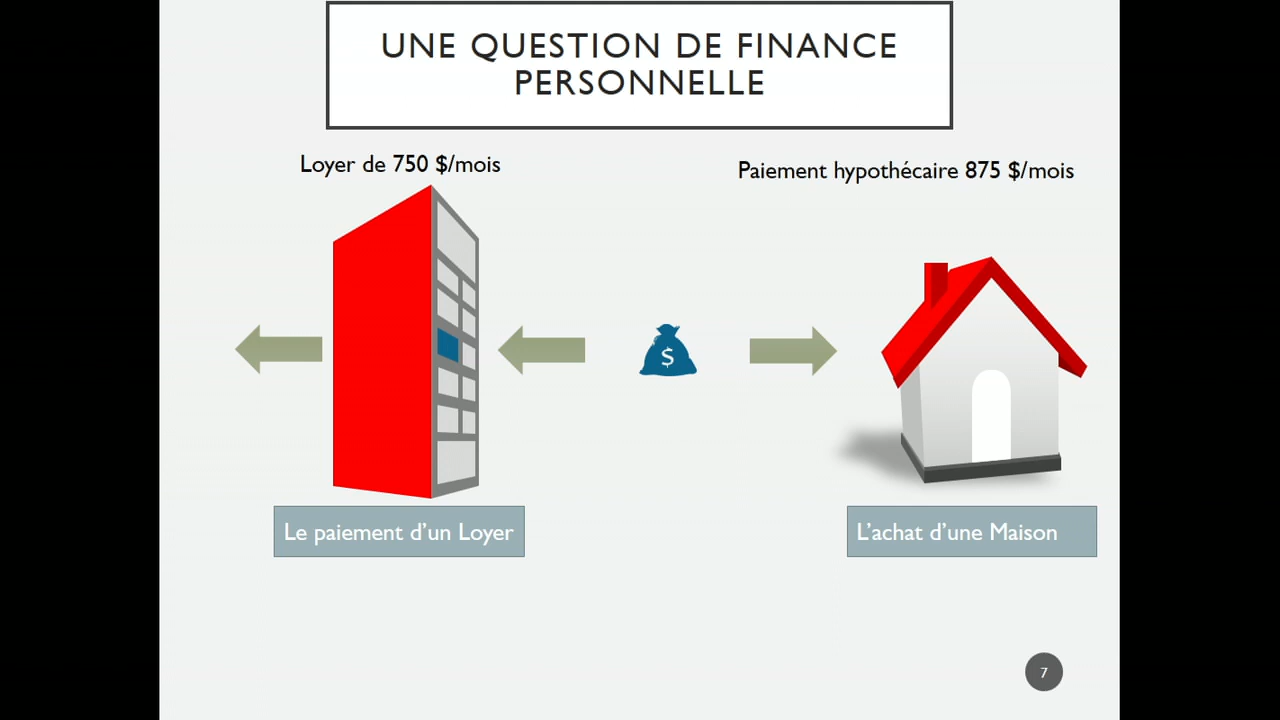 UNE QUESTION DE FINANCE
PERSONNELLE
Loyer de 750 $/mois
Paiement hypothécaire 875 $/mois
$
Le paiement d’un Loyer
L’achat d’une Maison
7